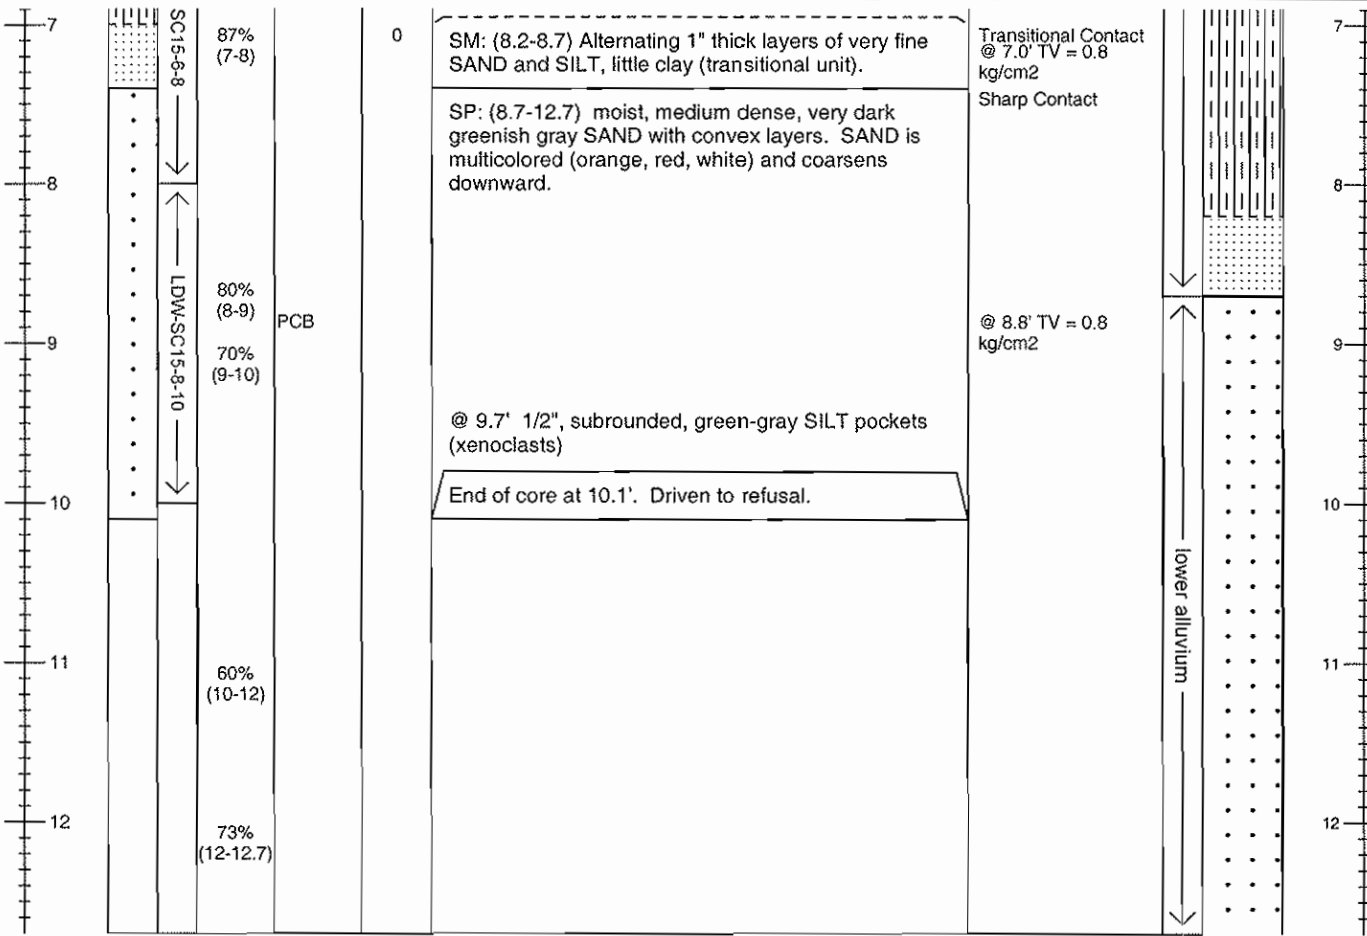 7
SC15-6-8
87%
(7-8)
0
SM: (8.2-8.7) Alternating 1" thick layers of very fine
SAND and SILT, little clay (transitional unit).
Transitional Contact
@ 7.0' TV = 0.8
kg/cm2
Sharp Contact
7
SP: (8.7-12.7) moist, medium dense, very dark
greenish gray SAND with convex layers. SAND is
multicolored (orange, red, white) and coarsens
downward.
8
8
LDW-SC15-8-10
80%
(8-9)
PCB
@ 8.8' TV = 0.8
kg/cm2
9
70%
(9-10)
9
@ 9.7' 1/2", subrounded, green-gray SILT pockets
(xenoclasts)
10
End of core at 10.1'. Driven to refusal.
10
lower alluvium
11
60%
(10-12)
11
12
73%
(12-12.7)
12